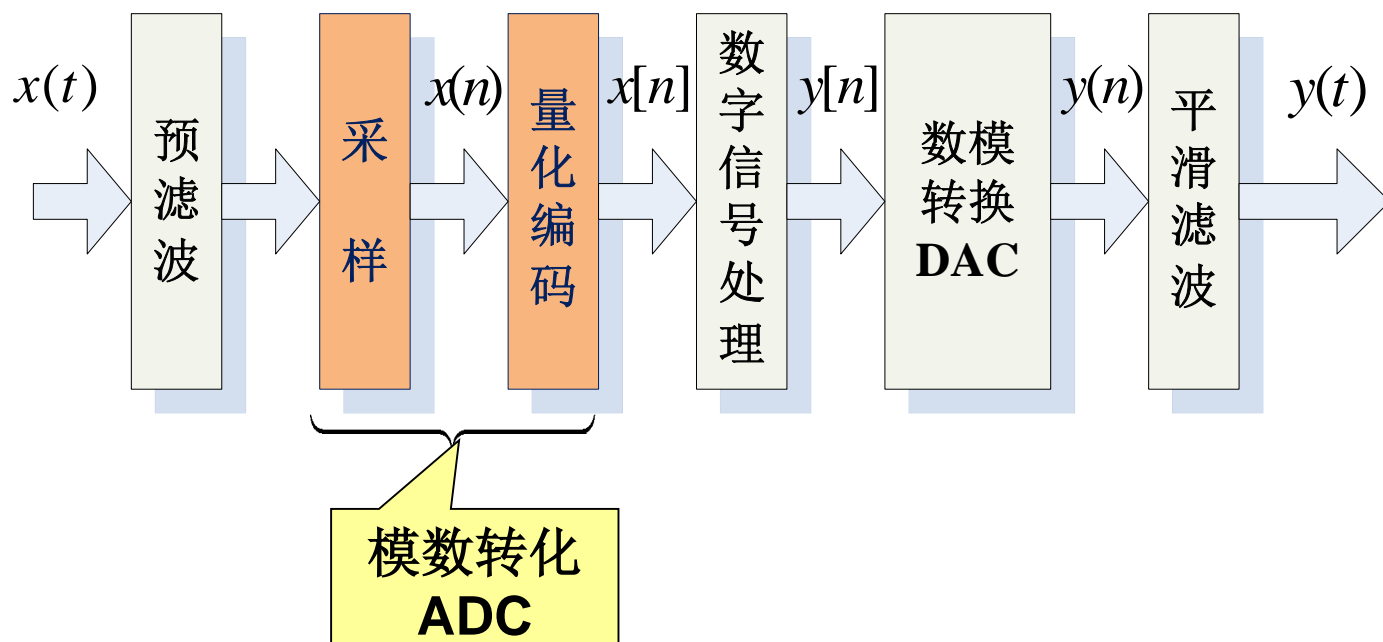 x(t)
预滤波
采样
x(n)
量化编码
x[n]
数字信号处理
y[n]
数模
转换
DAC
y(n)
平滑滤波
y(t)
模数转化
ADC